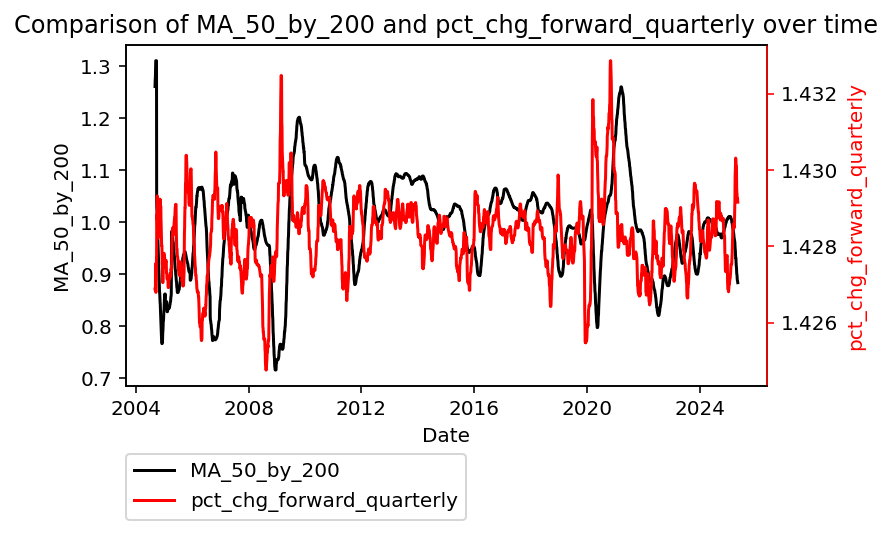 Comparison of MA_50_by_200 and pct_chg_forward_quarterly over time
1.3
1.2
1.1
1.0
0.9
0.8
0.7
MA_50_by_200
1.432
1.430
1.428
1.426
pct_chg_forward_quarterly
2004 2008 2012 2016 2020 2024
Date
MA_50_by_200
pct_chg_forward_quarterly